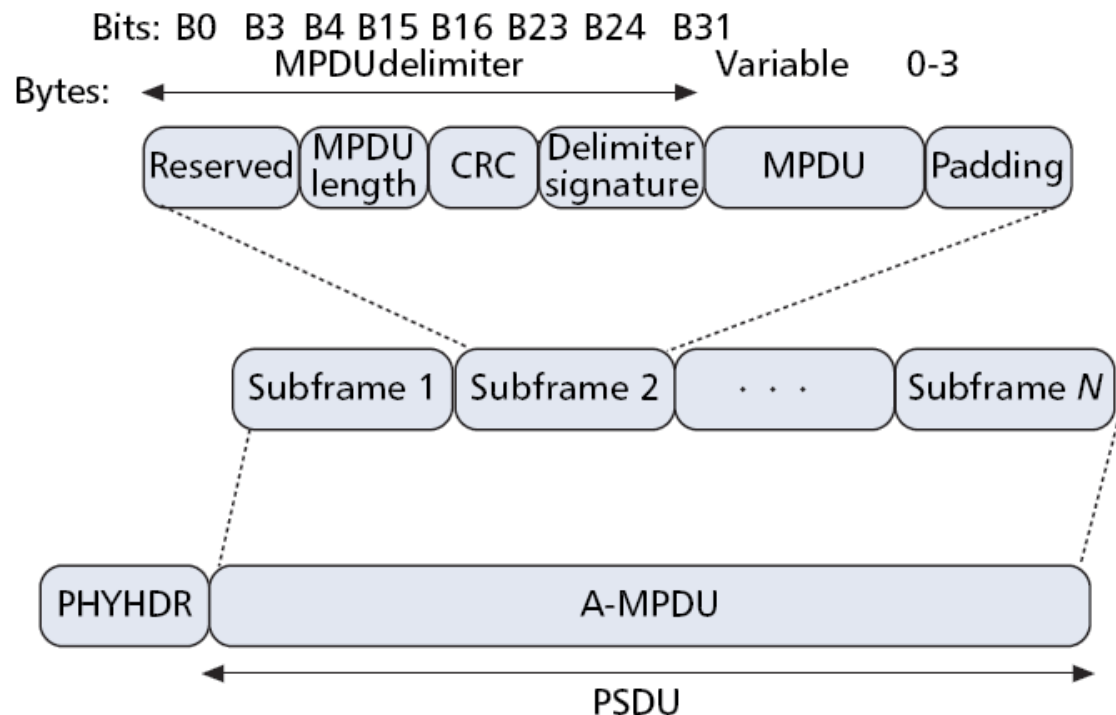 Bits: B0 B3 B4 B15 B16 B23 B24 B31
MPDUdelimiter Variable 0-3
Bytes:
Reserved MPDU length CRC Delimiter signature MPDU Padding
Subframe 1 Subframe 2 . . . Subframe N
PHYHDR A-MPDU
PSDU